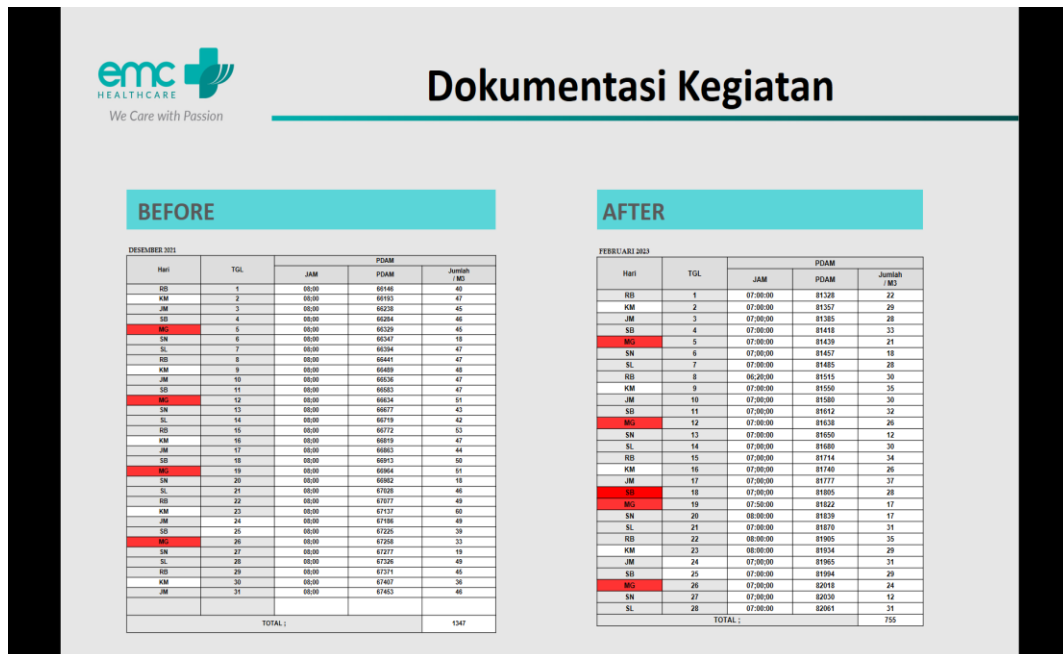 emc
HEALTHCARE
We Care with Passion
Dokumentasi Kegiatan
BEFORE
DESEMBER 2021
Hari TGL PDAM
JAM PDAM Jumlah / M3
RB 1 08;00 66146 40
KM 2 08;00 66193 47
JM 3 08;00 66238 45
SB 4 08;00 66284 46
MG 5 08;00 66329 45
SN 6 08;00 66347 18
SL 7 08;00 66394 47
RB 8 08;00 66441 47
KM 9 08;00 66489 48
JM 10 08;00 66536 47
SB 11 08;00 66583 47
MG 12 08;00 66634 51
SN 13 08;00 66677 43
SL 14 08;00 66719 42
RB 15 08;00 66772 53
KM 16 08;00 66819 47
JM 17 08;00 66863 44
SB 18 08;00 66913 50
MG 19 08;00 66964 51
SN 20 08;00 66982 18
SL 21 08;00 67028 46
RB 22 08;00 67077 49
KM 23 08;00 67137 60
JM 24 08;00 67186 49
SB 25 08;00 67225 39
MG 26 08;00 67258 33
SN 27 08;00 67277 19
SL 28 08;00 67326 49
RB 29 08;00 67371 45
KM 30 08;00 67407 36
JM 31 08;00 67453 46
TOTAL ; 1347
AFTER
FEBRUARI 2023
Hari TGL PDAM
JAM PDAM Jumlah / M3
RB 1 07:00:00 81328 22
KM 2 07:00:00 81357 29
JM 3 07;00;00 81385 28
SB 4 07;00;00 81418 33
MG 5 07:00:00 81439 21
SN 6 07;00;00 81457 18
SL 7 07:00:00 81485 28
RB 8 06;20;00 81515 30
KM 9 07:00:00 81550 35
JM 10 07;00;00 81580 30
SB 11 07;00;00 81612 32
MG 12 07:00:00 81638 26
SN 13 07:00:00 81650 12
SL 14 07;00;00 81680 30
RB 15 07;00;00 81714 34
KM 16 07;00;00 81740 26
JM 17 07:00:00 81777 37
SB 18 07;00;00 81805 28
MG 19 07:50:00 81822 17
SN 20 08:00:00 81839 17
SL 21 07:00:00 81870 31
RB 22 08:00:00 81905 35
KM 23 08:00:00 81934 29
JM 24 07;00;00 81965 31
SB 25 07:00:00 81994 29
MG 26 07;00;00 82018 24
SN 27 07;00;00 82030 12
SL 28 07:00:00 82061 31
TOTAL ; 755